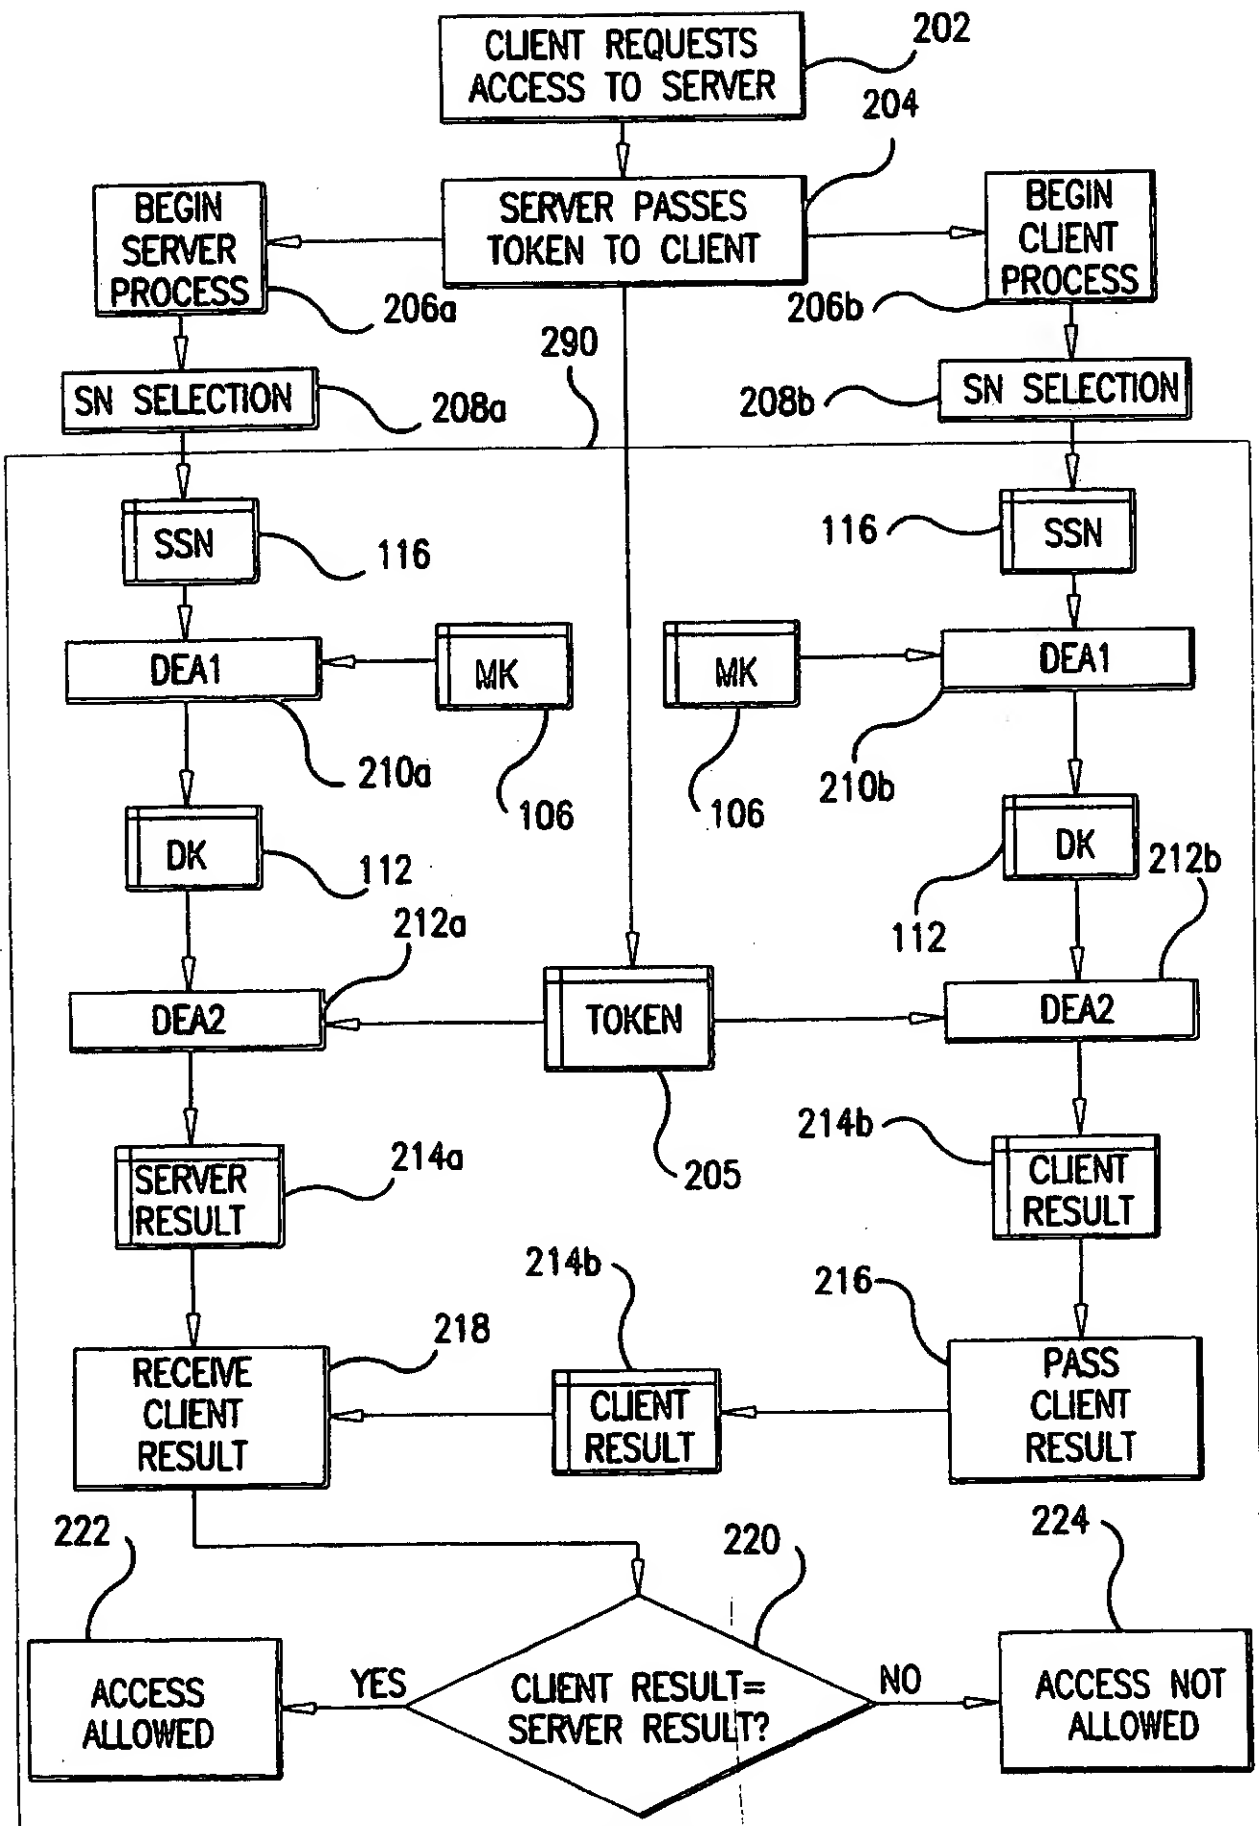 CLIENT REQUESTS
ACCESS TO SERVER
202
204
BEGIN
SERVER
PROCESS
SERVER PASSES
TOKEN TO CLIENT
BEGIN
CLIENT
PROCESS
206a
206b
290
SN SELECTION
208a
208b
SN SELECTION
SSN
116
116
SSN
DEA1
MK
MK
DEA1
210a
106
106
210b
DK
112
112
DK
212b
212a
DEA2
TOKEN
DEA2
SERVER
RESULT
214a
205
214b
CLIENT
RESULT
214b
216
218
RECEIVE
CLIENT
RESULT
CLIENT
RESULT
PASS
CLIENT
RESULT
222
220
224
ACCESS
ALLOWED
YES
CLIENT RESULT=
SERVER RESULT?
NO
ACCESS NOT
ALLOWED